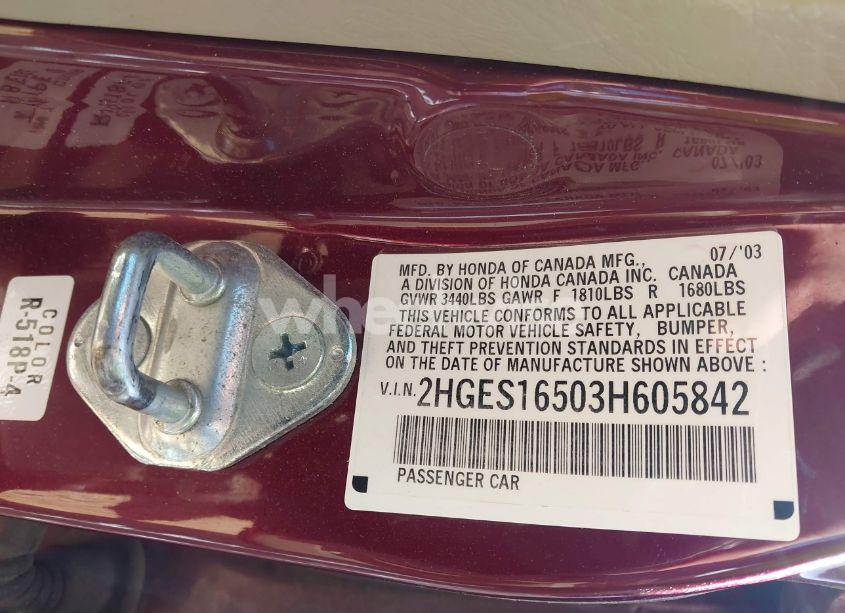 07/'03
MFD. BY HONDA OF CANADA MFG.,
A DIVISION OF HONDA CANADA INC. CANADA
GVWR 3440LBS GAWR F 1810LBS R 1680LBS
THIS VEHICLE CONFORMS TO ALL APPLICABLE
FEDERAL MOTOR VEHICLE SAFETY, BUMPER,
AND THEFT PREVENTION STANDARDS IN EFFECT
ON THE DATE OF MANUFACTURE SHOWN ABOVE :
V.I.N. 2HGES16503H605842
PASSENGER CAR
COLOR
R-518P-4